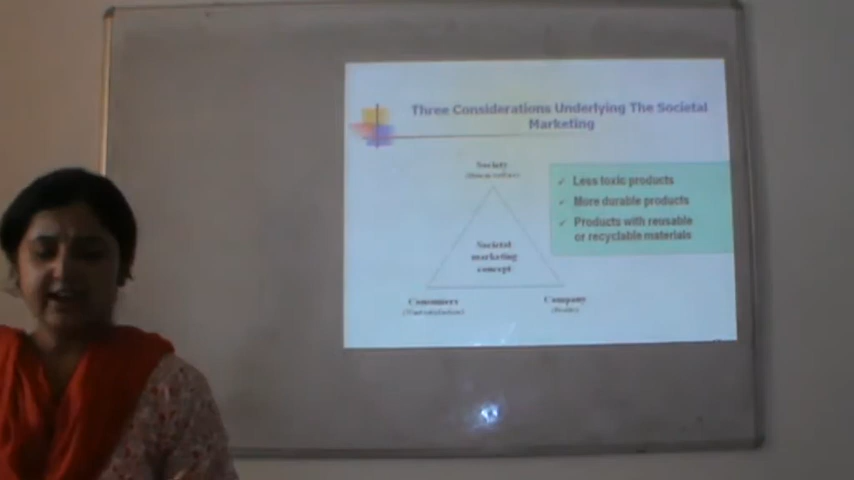 Three Considerations Underlying The Societal
Marketing
Society
✓ Less toxic products
✓ More durable products
✓ Products with reusable
or recyclable materials
Societal
marketing
concept
Consumers
Company